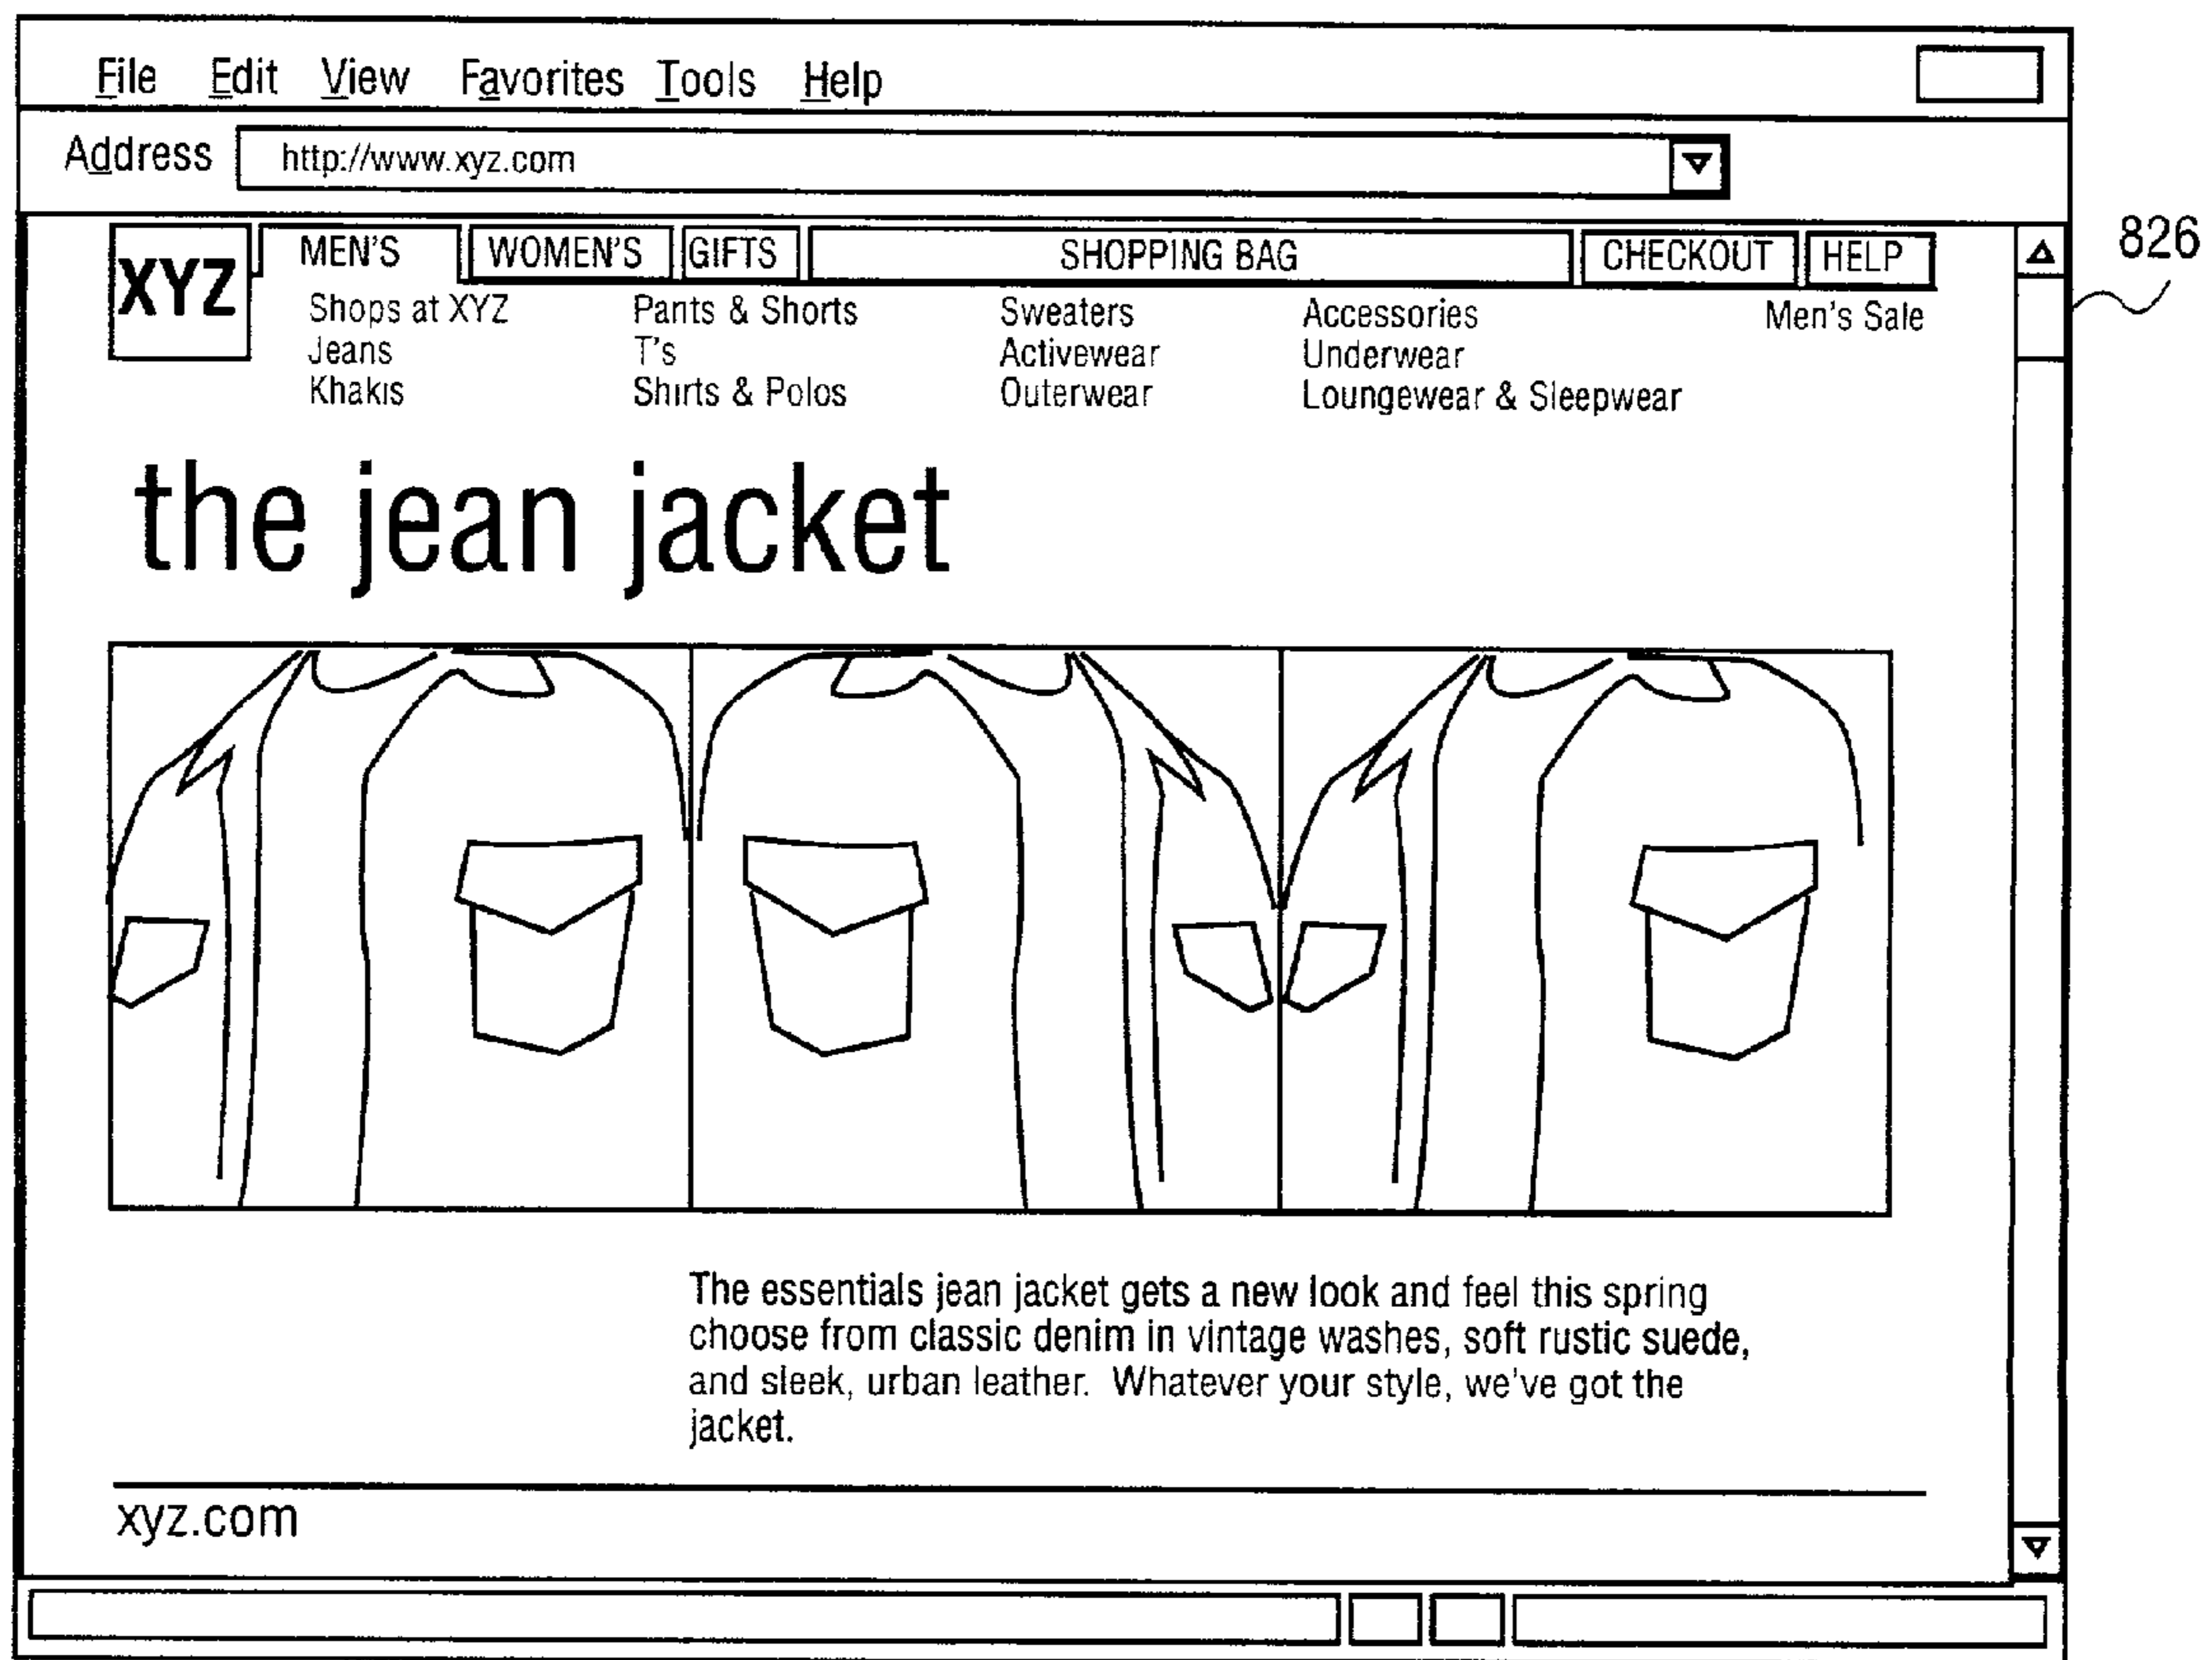 File Edit View Favorites Tools Help
Address http://www.xyz.com
XYZ MEN'S WOMEN'S GIFTS SHOPPING BAG CHECKOUT HELP
826
Shops at XYZ Pants & Shorts Sweaters Accessories Men's Sale
Jeans T's Activewear Underwear
Khakis Shirts & Polos Outerwear Loungewear & Sleepwear
the jean jacket
The essentials jean jacket gets a new look and feel this spring
choose from classic denim in vintage washes, soft rustic suede,
and sleek, urban leather. Whatever your style, we've got the
jacket.
xyz.com